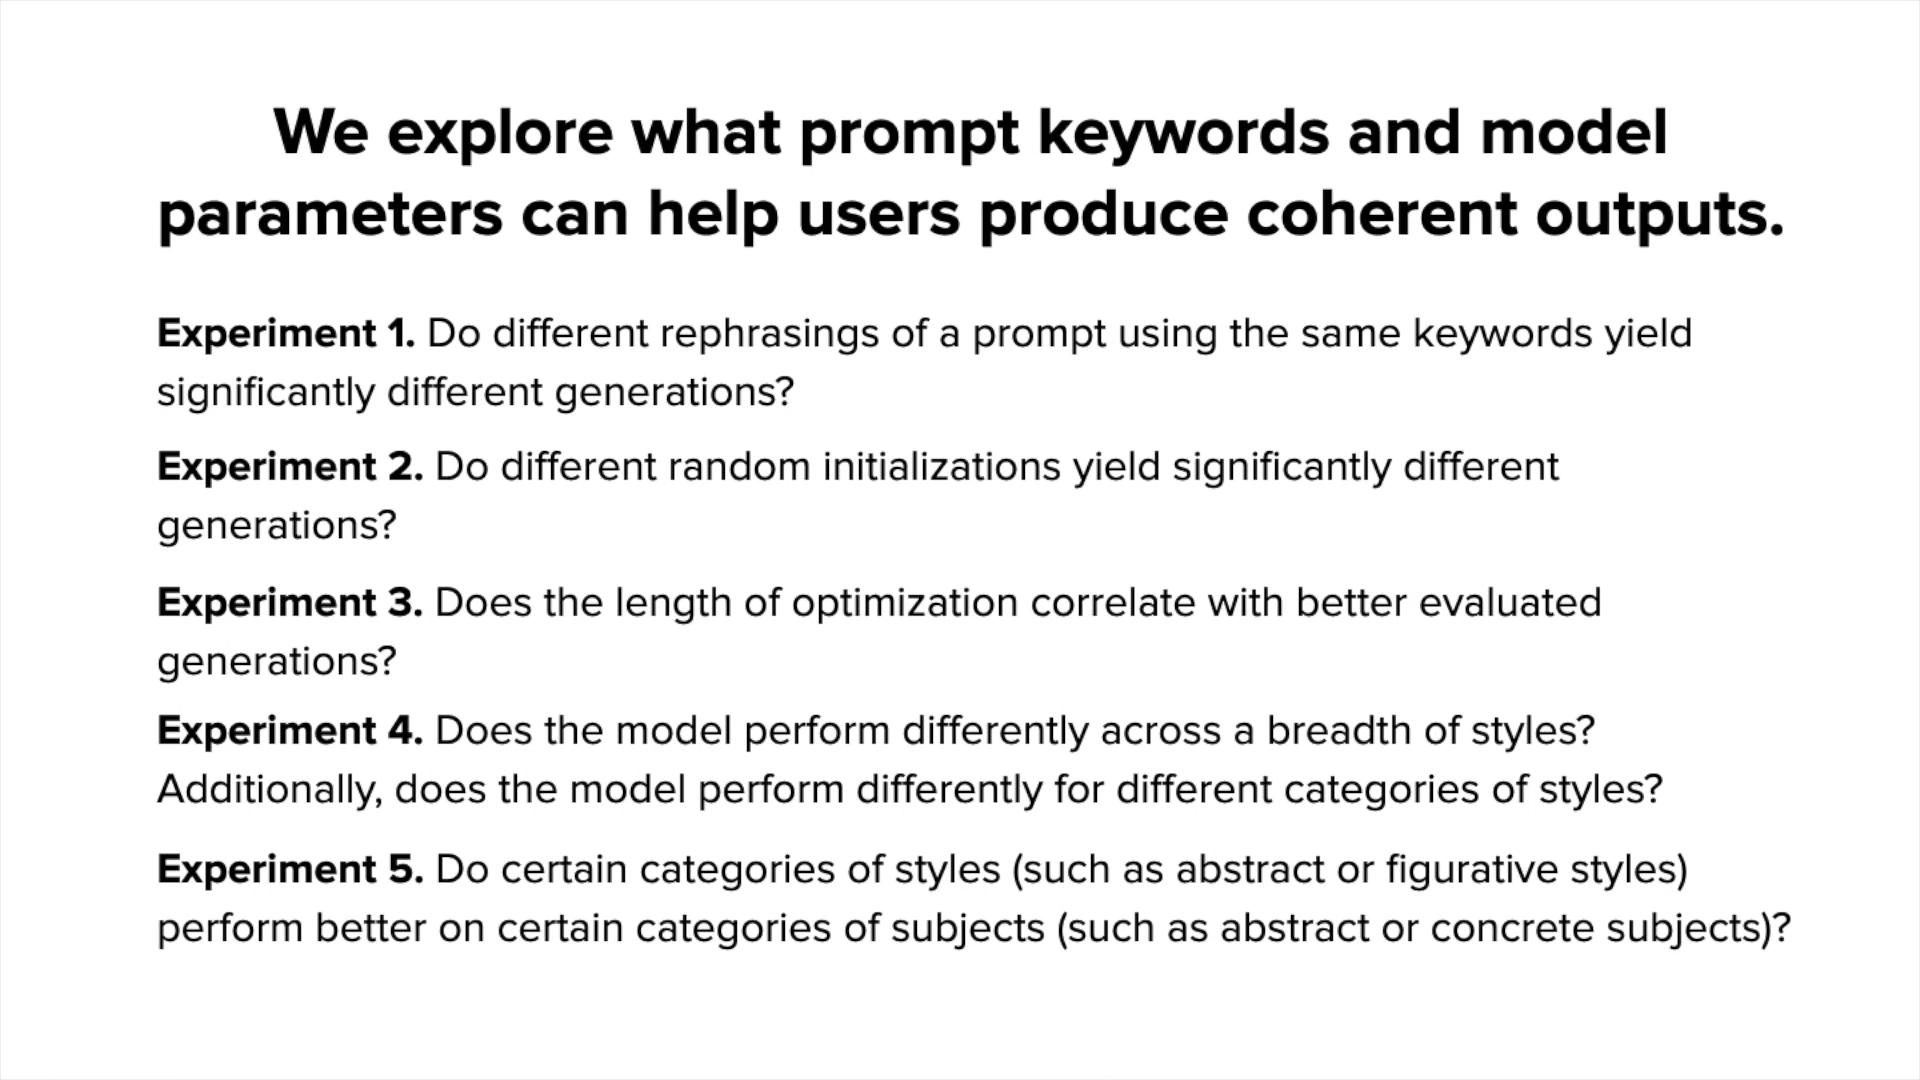 We explore what prompt keywords and model
parameters can help users produce coherent outputs.
Experiment 1. Do different rephrasings of a prompt using the same keywords yield
significantly different generations?
Experiment 2. Do different random initializations yield significantly different
generations?
Experiment 3. Does the length of optimization correlate with better evaluated
generations?
Experiment 4. Does the model perform differently across a breadth of styles?
Additionally, does the model perform differently for different categories of styles?
Experiment 5. Do certain categories of styles (such as abstract or figurative styles)
perform better on certain categories of subjects (such as abstract or concrete subjects)?